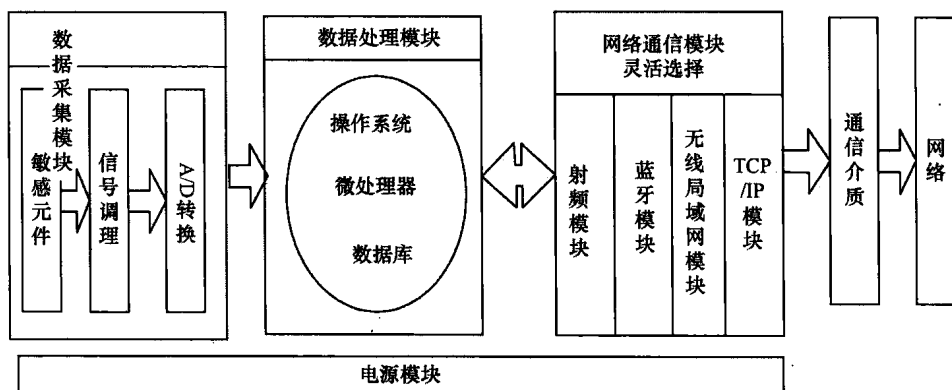 数据采集模块
敏感元件
信号调理
A/D转换
数据处理模块
操作系统
微处理器
数据库
网络通信模块
灵活选择
射频模块
蓝牙模块
无线局域网模块
TCP
/IP模块
通信介质
网络
电源模块